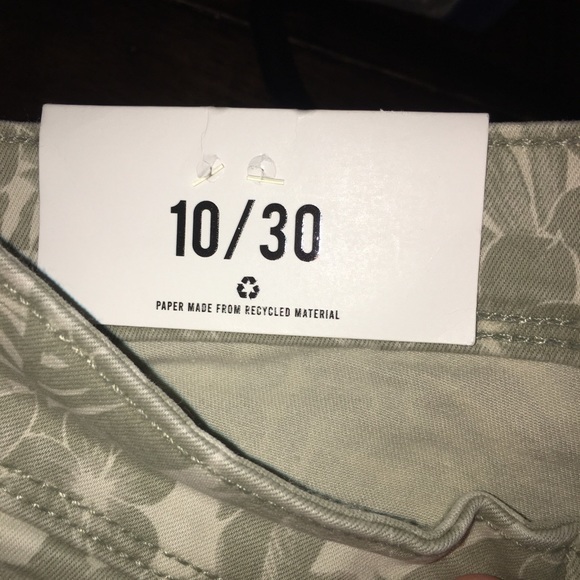 10/30
PAPER MADE FROM RECYCLED MATERIAL